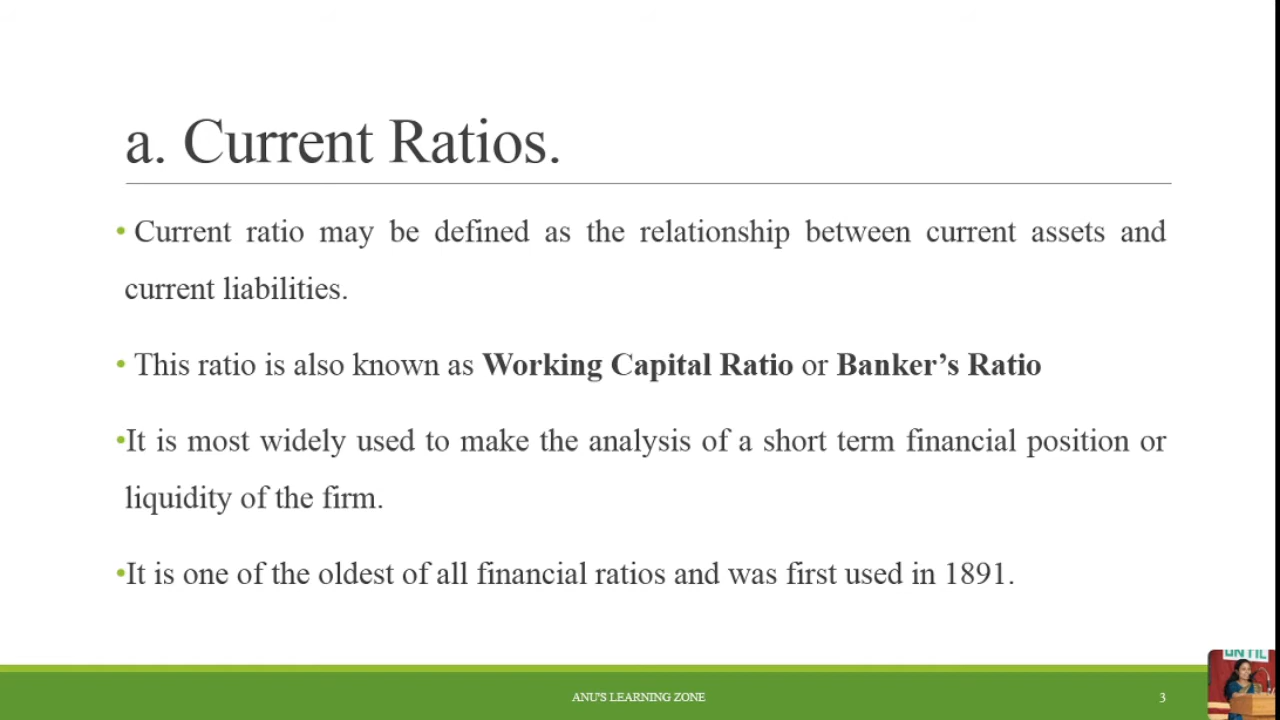 a. Current Ratios.
• Current ratio may be defined as the relationship between current assets and
current liabilities.
• This ratio is also known as Working Capital Ratio or Banker’s Ratio
•It is most widely used to make the analysis of a short term financial position or
liquidity of the firm.
•It is one of the oldest of all financial ratios and was first used in 1891.
ANU'S LEARNING ZONE
3